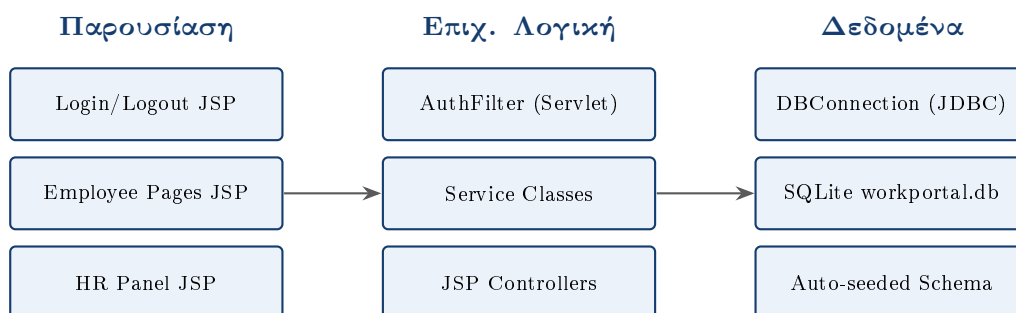 Παρουσίαση
Επιχ. Λογική
Δεδομένα
Login/Logout JSP
AuthFilter (Servlet)
DBConnection (JDBC)
Employee Pages JSP
Service Classes
SQLite workportal.db
HR Panel JSP
JSP Controllers
Auto-seeded Schema